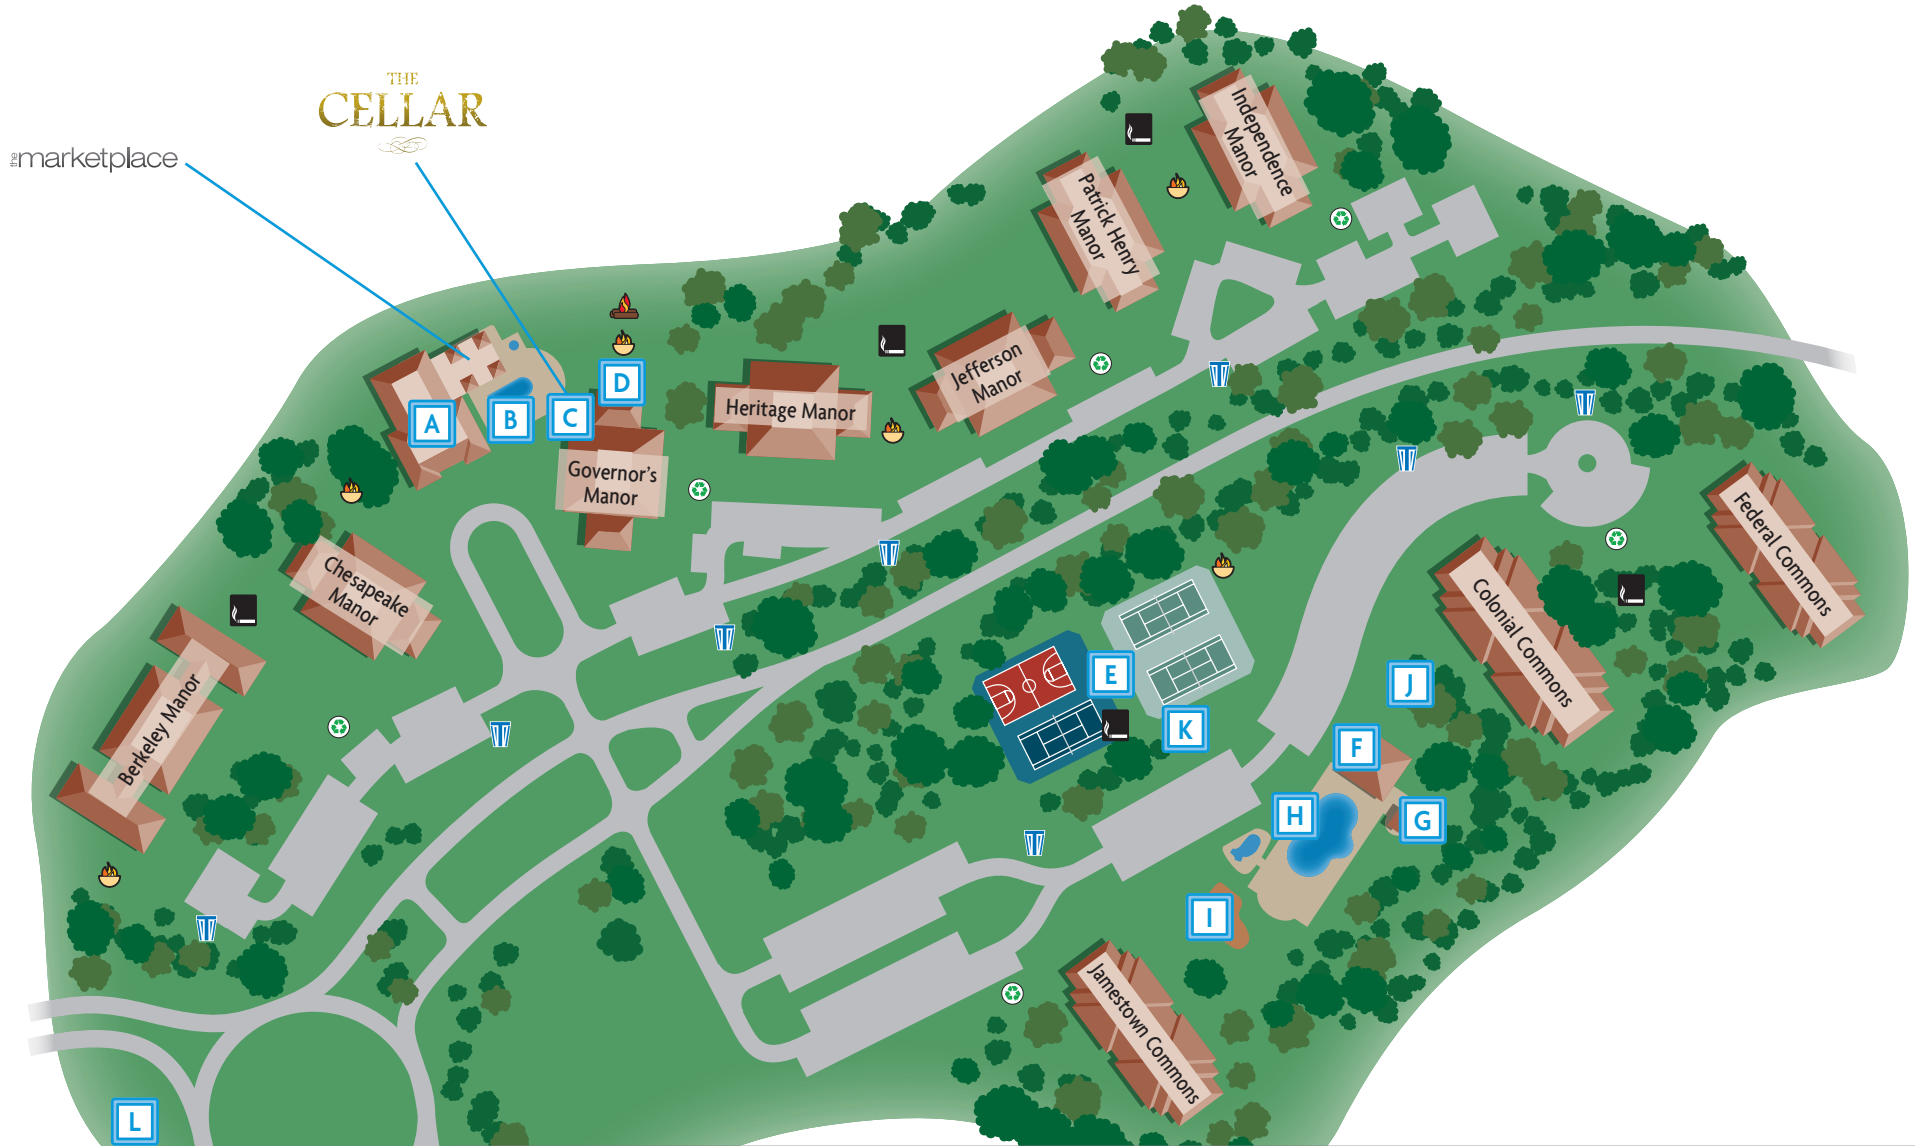 THE
CELLAR
the marketplace
Independence
Manor
Patrick Henry
Manor
Jefferson
Manor
Heritage Manor
Governor's
Manor
Chesapeake
Manor
Berkeley Manor
Federal Commons
Colonial Commons
Jamestown Commons
A
B
C
D
E
F
G
H
I
J
K
L